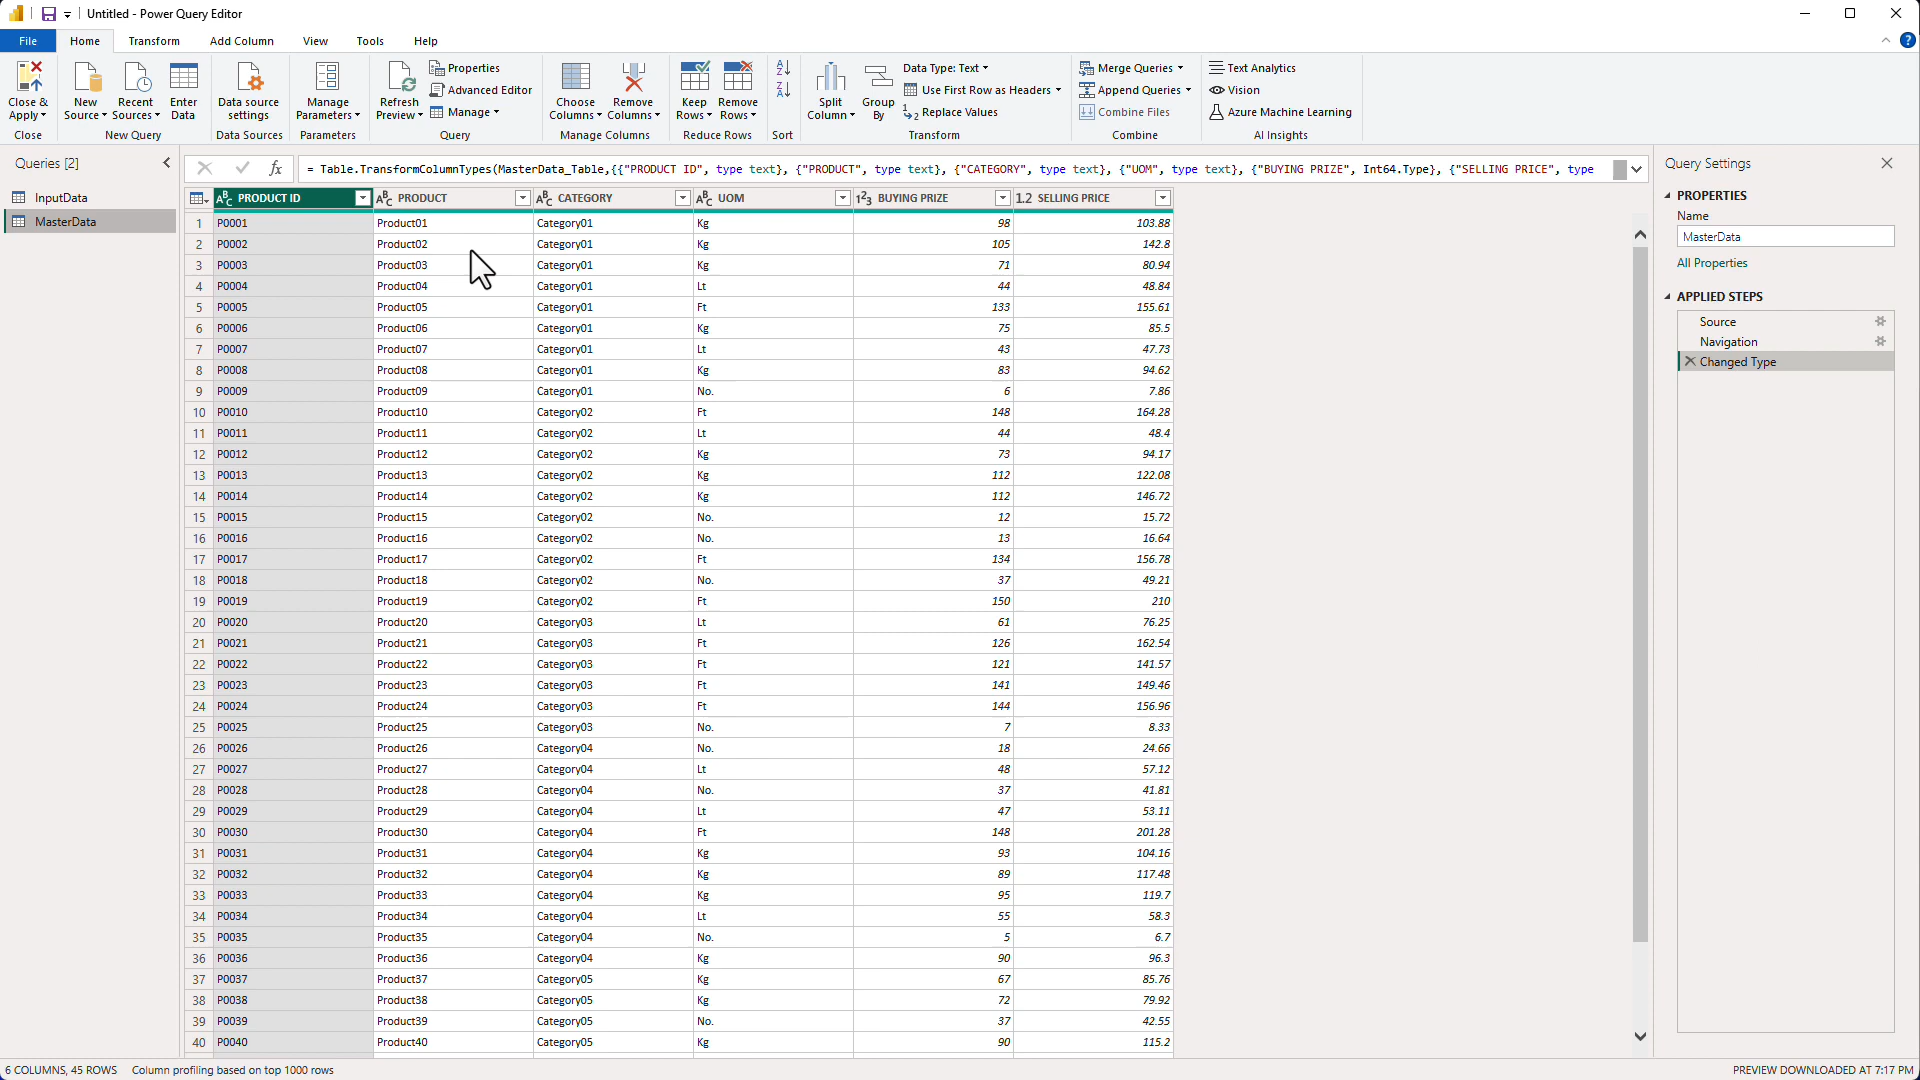 Untitled - Power Query Editor
File Home Transform Add Column View Tools Help
Close & Apply
New Source
Recent Sources
Enter Data
Data source settings
Manage Parameters
Refresh Preview
Properties
Advanced Editor
Manage
Choose Columns
Remove Columns
Keep Rows
Remove Rows
Split Column
Group By
Data Type: Text
Use First Row as Headers
Replace Values
Merge Queries
Append Queries
Combine Files
Text Analytics
Vision
Azure Machine Learning
Close New Query Data Sources Parameters Query Manage Columns Reduce Rows Sort Transform Combine AI Insights
Queries [2]
InputData
MasterData
fx = Table.TransformColumnTypes(MasterData_Table,{{"PRODUCT ID", type text}, {"PRODUCT", type text}, {"CATEGORY", type text}, {"UOM", type text}, {"BUYING PRIZE", Int64.Type}, {"SELLING PRICE", type
ABC PRODUCT ID ABC PRODUCT ABC CATEGORY ABC UOM 123 BUYING PRIZE 1.2 SELLING PRICE
1 P0001 Product01 Category01 Kg 98 103.88
2 P0002 Product02 Category01 Kg 105 142.8
3 P0003 Product03 Category01 Kg 71 80.94
4 P0004 Product04 Category01 Lt 44 48.84
5 P0005 Product05 Category01 Ft 133 155.61
6 P0006 Product06 Category01 Kg 75 85.5
7 P0007 Product07 Category01 Lt 43 47.73
8 P0008 Product08 Category01 Kg 83 94.62
9 P0009 Product09 Category01 No. 6 7.86
10 P0010 Product10 Category02 Ft 148 164.28
11 P0011 Product11 Category02 Lt 44 48.4
12 P0012 Product12 Category02 Kg 73 94.17
13 P0013 Product13 Category02 Kg 112 122.08
14 P0014 Product14 Category02 Kg 112 146.72
15 P0015 Product15 Category02 No. 12 15.72
16 P0016 Product16 Category02 No. 13 16.64
17 P0017 Product17 Category02 Ft 134 156.78
18 P0018 Product18 Category02 No. 37 49.21
19 P0019 Product19 Category02 Ft 150 210
20 P0020 Product20 Category03 Lt 61 76.25
21 P0021 Product21 Category03 Ft 126 162.54
22 P0022 Product22 Category03 Ft 121 141.57
23 P0023 Product23 Category03 Ft 141 149.46
24 P0024 Product24 Category03 Ft 144 156.96
25 P0025 Product25 Category03 No. 7 8.33
26 P0026 Product26 Category04 No. 18 24.66
27 P0027 Product27 Category04 Lt 48 57.12
28 P0028 Product28 Category04 No. 37 41.81
29 P0029 Product29 Category04 Lt 47 53.11
30 P0030 Product30 Category04 Ft 148 201.28
31 P0031 Product31 Category04 Kg 93 104.16
32 P0032 Product32 Category04 Kg 89 117.48
33 P0033 Product33 Category04 Kg 95 119.7
34 P0034 Product34 Category04 Lt 55 58.3
35 P0035 Product35 Category04 No. 5 6.7
36 P0036 Product36 Category04 Kg 90 96.3
37 P0037 Product37 Category05 Kg 67 85.76
38 P0038 Product38 Category05 Kg 72 79.92
39 P0039 Product39 Category05 No. 37 42.55
40 P0040 Product40 Category05 Kg 90 115.2
Query Settings
PROPERTIES
Name
MasterData
All Properties
APPLIED STEPS
Source
Navigation
Changed Type
6 COLUMNS, 45 ROWS Column profiling based on top 1000 rows
PREVIEW DOWNLOADED AT 7:17 PM